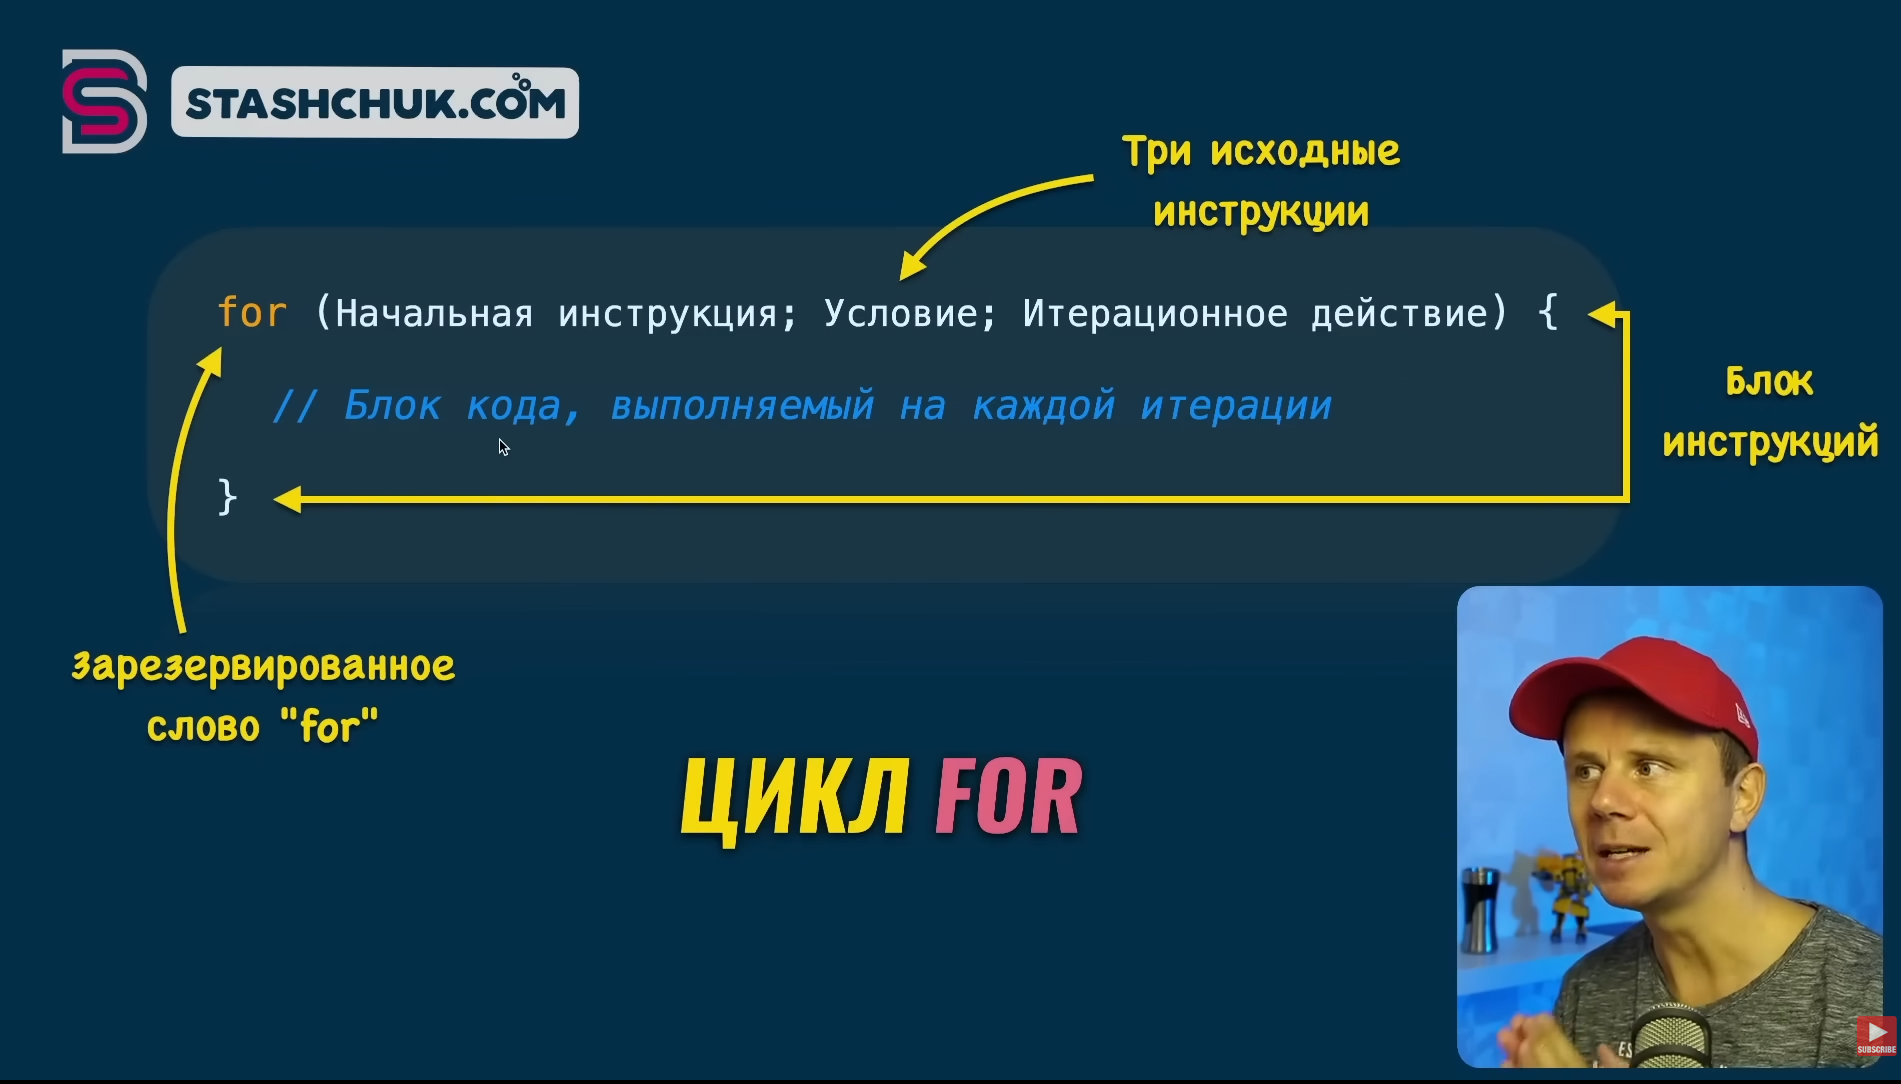 STASHCHUK.COM
Три исходные
инструкции
for (Начальная инструкция; Условие; Итерационное действие) {
// Блок кода, выполняемый на каждой итерации
}
Блок
инструкций
Зарезервированное
слово "for"
ЦИКЛ FOR
SUBSCRIBE